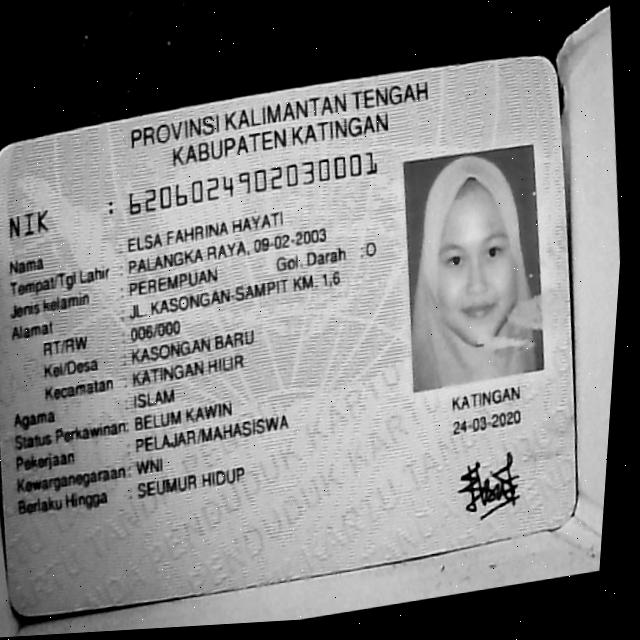 PROVINSI KALIMANTAN TENGAH
KABUPATEN KATINGAN
NIK : 6206024902030001
Nama : ELSA FAHRINA HAYATI
Tempat/Tgl Lahir : PALANGKA RAYA, 09-02-2003
Jenis kelamin : PEREMPUAN Gol. Darah :O
Alamat : JL. KASONGAN-SAMPIT KM. 1,6
RT/RW : 006/000
Kel/Desa : KASONGAN BARU
Kecamatan : KATINGAN HILIR
Agama : ISLAM
Status Perkawinan: BELUM KAWIN
Pekerjaan : PELAJAR/MAHASISWA
Kewarganegaraan: WNI
Berlaku Hingga : SEUMUR HIDUP
KATINGAN
24-03-2020